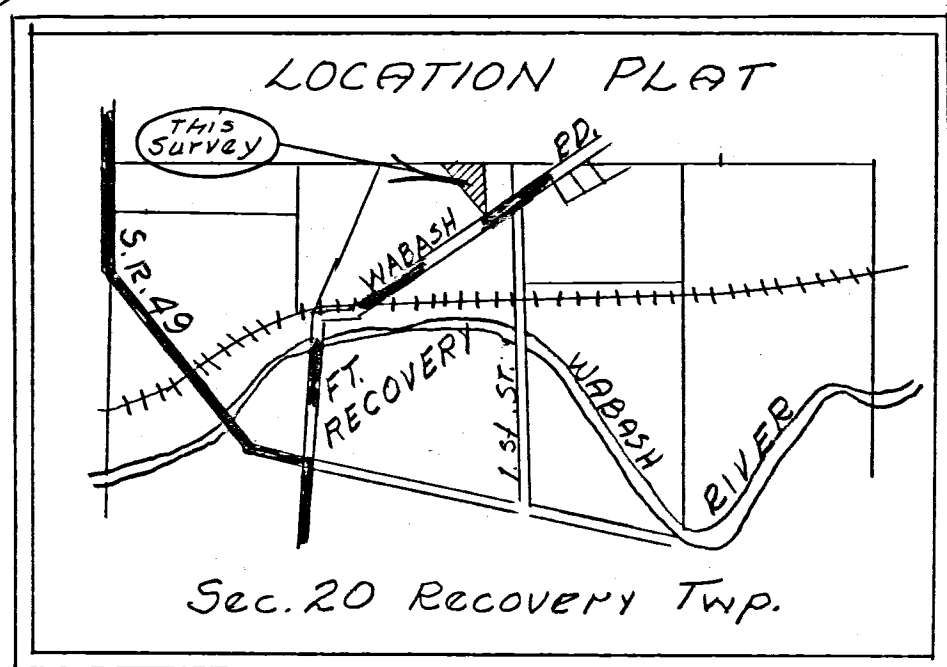 LOCATION PLAT
THIS
Survey
RD.
WABASH
S.R. 49
FT.
RECOVERY
1st. ST.
WABASH
RIVER
Sec. 20 Recovery Twp.